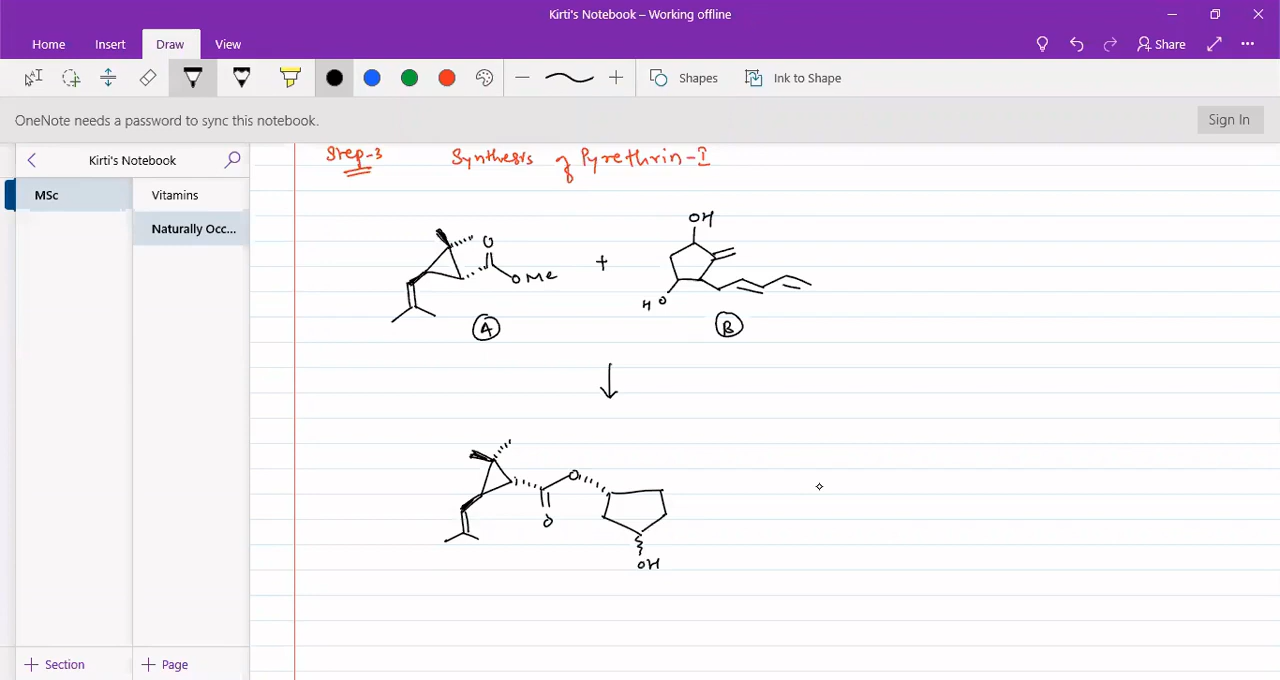 Kirti's Notebook – Working offline
Home Insert Draw View Share
Shapes Ink to Shape
OneNote needs a password to sync this notebook. Sign In
Kirti's Notebook
MSc
Vitamins
Naturally Occ...
Step-3 Synthesis of Pyrethrin-I
OH
O
OMe
+
HO
A B
O
O
OH
Section Page